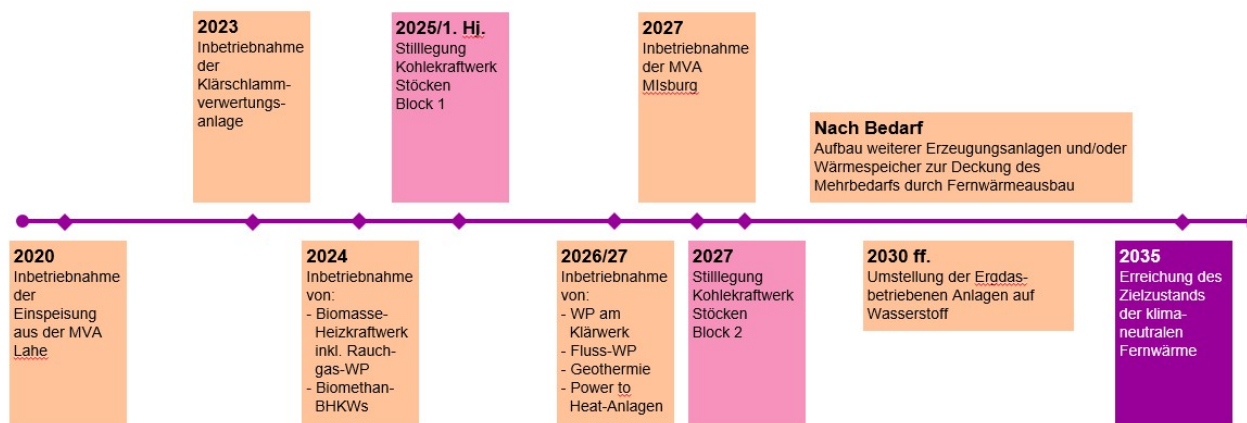 2023
Inbetriebnahme
der
Klärschlamm-
verwertungs-
anlage
2025/1. Hj.
Stilllegung
Kohlekraftwerk
Stöcken
Block 1
2027
Inbetriebnahme
der MVA
MIsburg
Nach Bedarf
Aufbau weiterer Erzeugungsanlagen und/oder
Wärmespeicher zur Deckung des
Mehrbedarfs durch Fernwärmeausbau
2020
Inbetriebnahme
der
Einspeisung
aus der MVA
Lahe
2024
Inbetriebnahme
von:
- Biomasse-
Heizkraftwerk
inkl. Rauch-
gas-WP
- Biomethan-
BHKWs
2026/27
Inbetriebnahme
von:
- WP am
Klärwerk
- Fluss-WP
- Geothermie
- Power to
Heat-Anlagen
2027
Stilllegung
Kohlekraftwerk
Stöcken
Block 2
2030 ff.
Umstellung der Ergdas-
betriebenen Anlagen auf
Wasserstoff
2035
Erreichung des
Zielzustands
der klima-
neutralen
Fernwärme